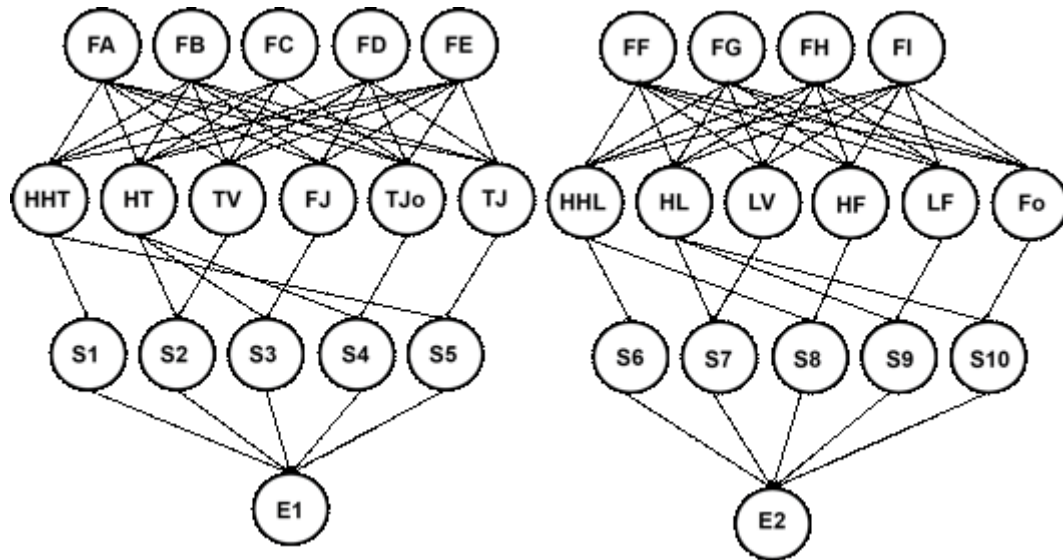 FA FB FC FD FE FF FG FH FI
HHT HT TV FJ TJo TJ HHL HL LV HF LF Fo
S1 S2 S3 S4 S5 S6 S7 S8 S9 S10
E1 E2